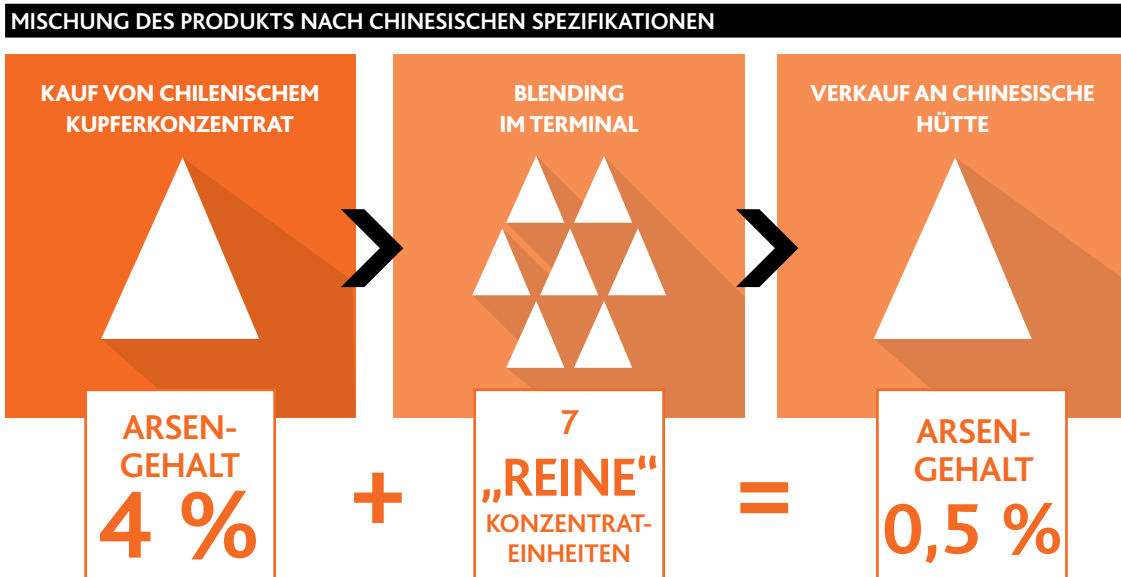 MISCHUNG DES PRODUKTS NACH CHINESISCHEN SPEZIFIKATIONEN
KAUF VON CHILENISCHEM
KUPFERKONZENTRAT
BLENDING
IM TERMINAL
VERKAUF AN CHINESISCHE
HÜTTE
ARSEN-
GEHALT
4 %
+
7
„REINE“
KONZENTRAT-
EINHEITEN
=
ARSEN-
GEHALT
0,5 %